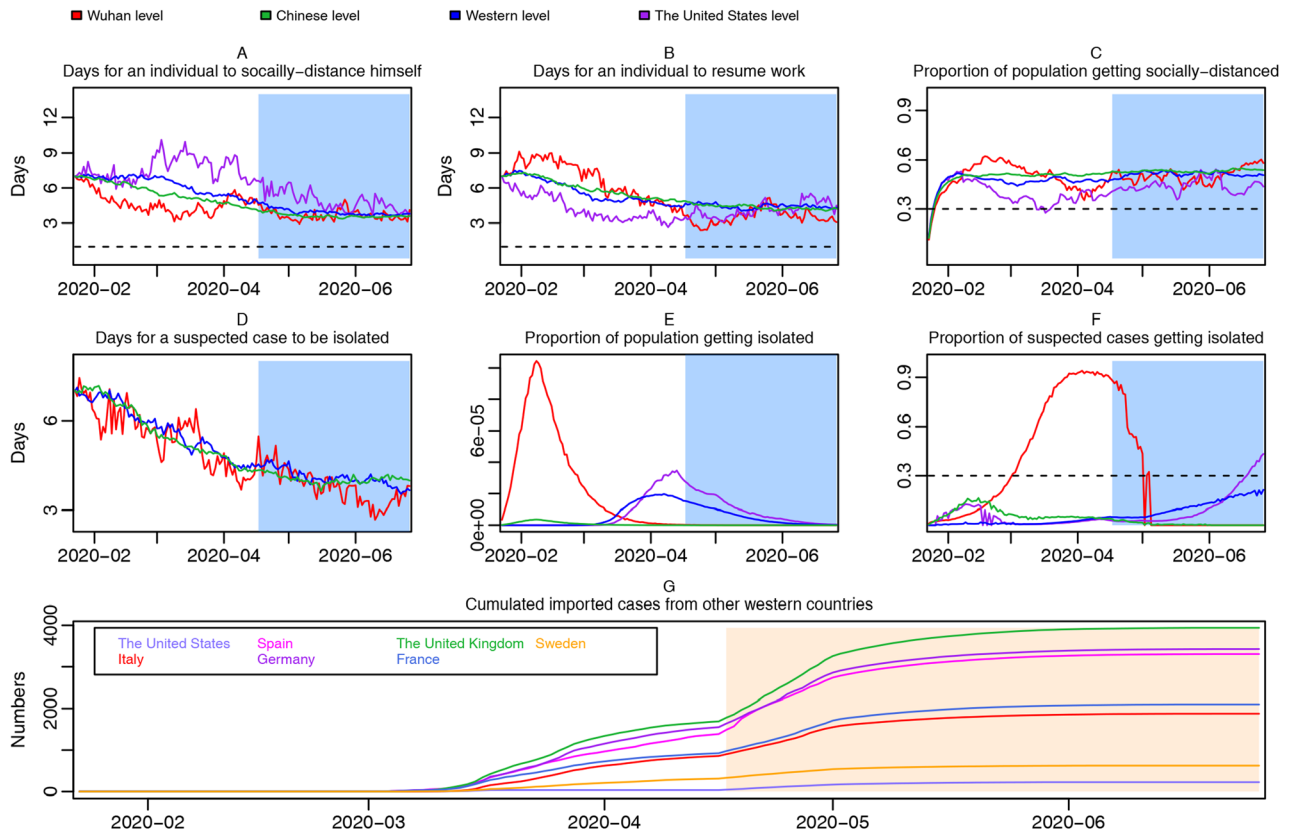 Wuhan level Chinese level Western level The United States level
A
Days for an individual to socailly−distance himself
Days
12
9
6
3
2020−02 2020−04 2020−06
B
Days for an individual to resume work
Days
12
9
6
3
2020−02 2020−04 2020−06
C
Proportion of population getting socially−distanced
0.9
0.6
0.3
2020−02 2020−04 2020−06
D
Days for a suspected case to be isolated
Days
6
3
2020−02 2020−04 2020−06
E
Proportion of population getting isolated
6e−05
0e+00
2020−02 2020−04 2020−06
F
Proportion of suspected cases getting isolated
0.9
0.6
0.3
2020−02 2020−04 2020−06
G
Cumulated imported cases from other western countries
Numbers
4000
2000
0
The United States Spain The United Kingdom Sweden
Italy Germany France
2020−02 2020−03 2020−04 2020−05 2020−06